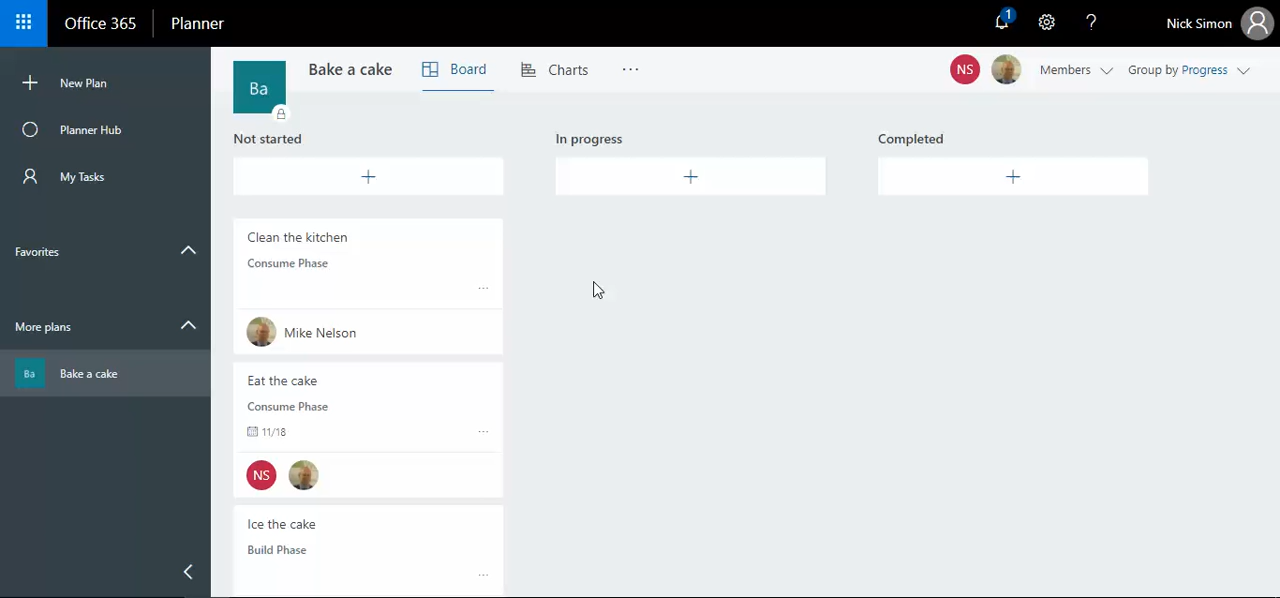 Office 365
Planner
1
?
Nick Simon
New Plan
Planner Hub
My Tasks
Favorites
More plans
Ba
Bake a cake
Ba
Bake a cake
Board
Charts
...
NS
Members
Group by Progress
Not started
In progress
Completed
+
+
+
Clean the kitchen
Consume Phase
...
Mike Nelson
Eat the cake
Consume Phase
11/18
...
NS
Ice the cake
Build Phase
...